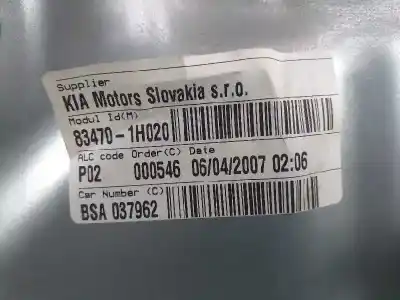 Supplier
KIA Motors Slovakia s.r.o.
Modul Id(M)
83470-1H020
ALC code Order(C) Date
P02 000546 06/04/2007 02:06
Car Number (C)
BSA 037962